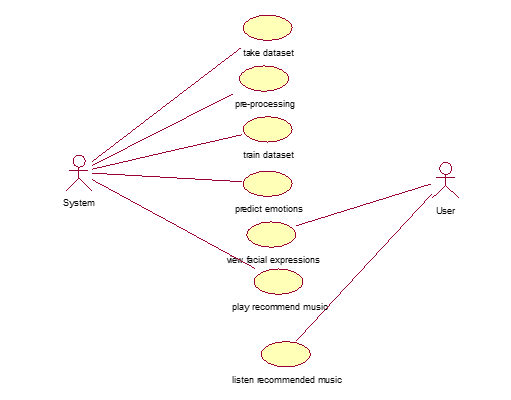 take dataset
pre-processing
train dataset
System
predict emotions
User
view facial expressions
play recommend music
listen recommended music